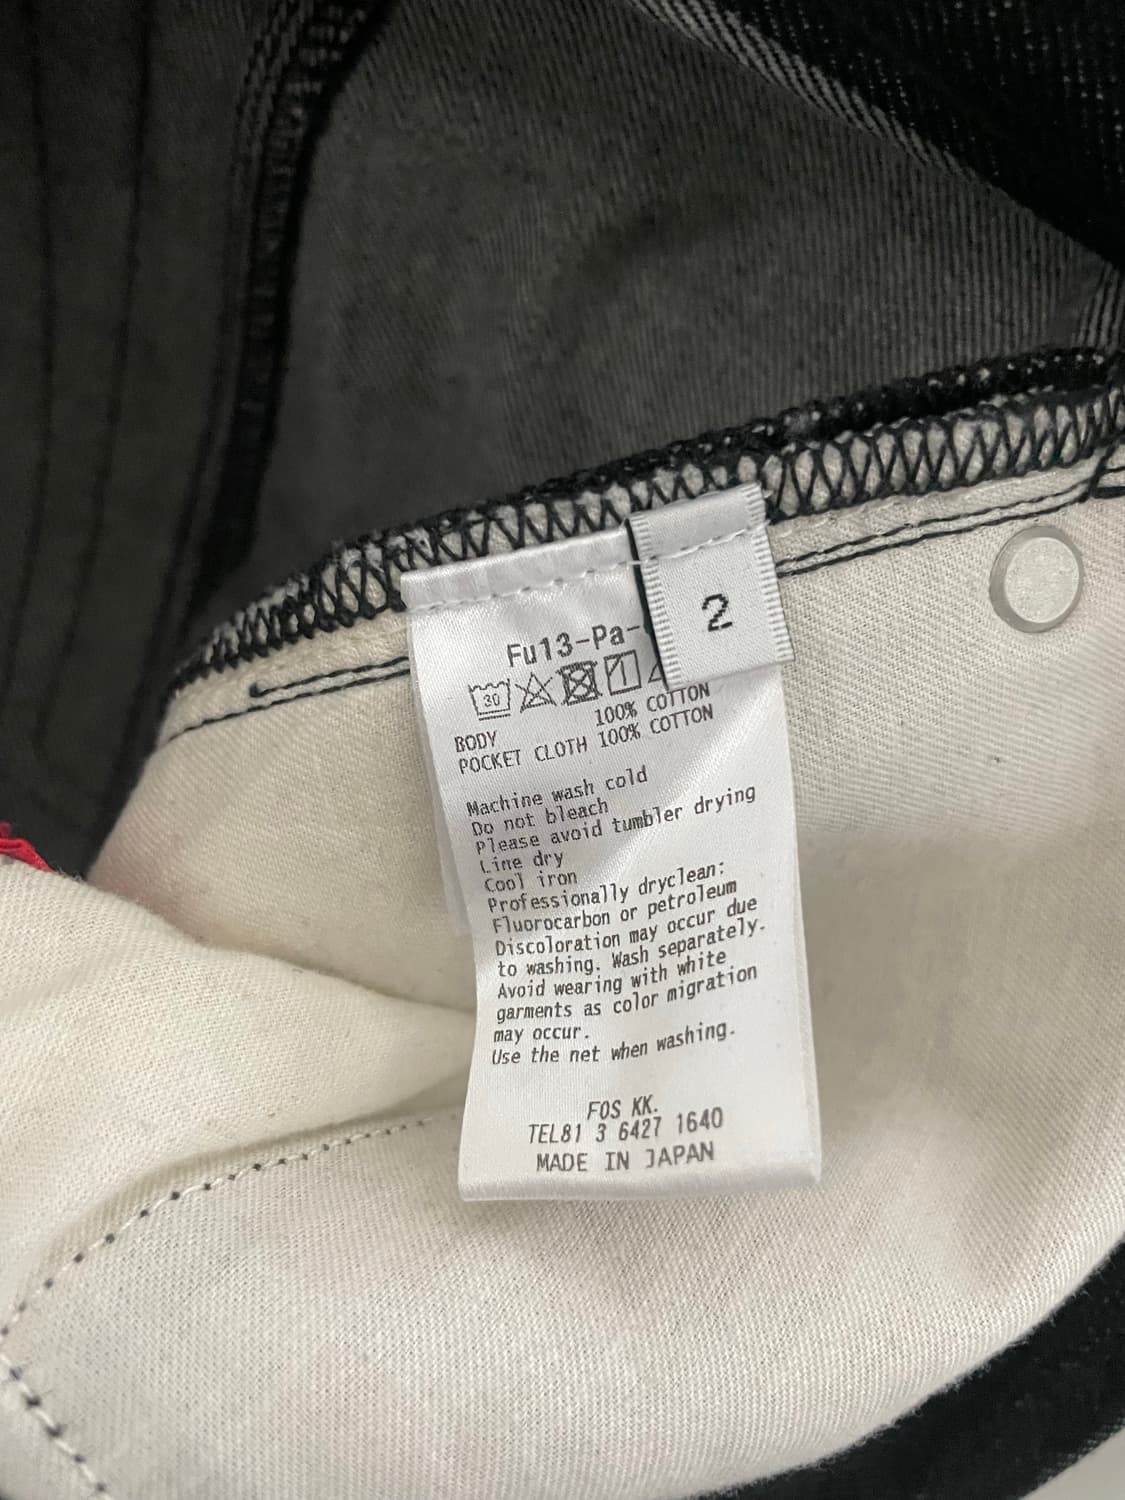 2
Fu13-Pa-
30
BODY 100% COTTON
POCKET CLOTH 100% COTTON
Machine wash cold
Do not bleach
Please avoid tumbler drying
Line dry
Cool iron
Professionally dryclean:
Fluorocarbon or petroleum
Discoloration may occur due
to washing. Wash separately.
Avoid wearing with white
garments as color migration
may occur.
Use the net when washing.
FOS KK.
TEL81 3 6427 1640
MADE IN JAPAN